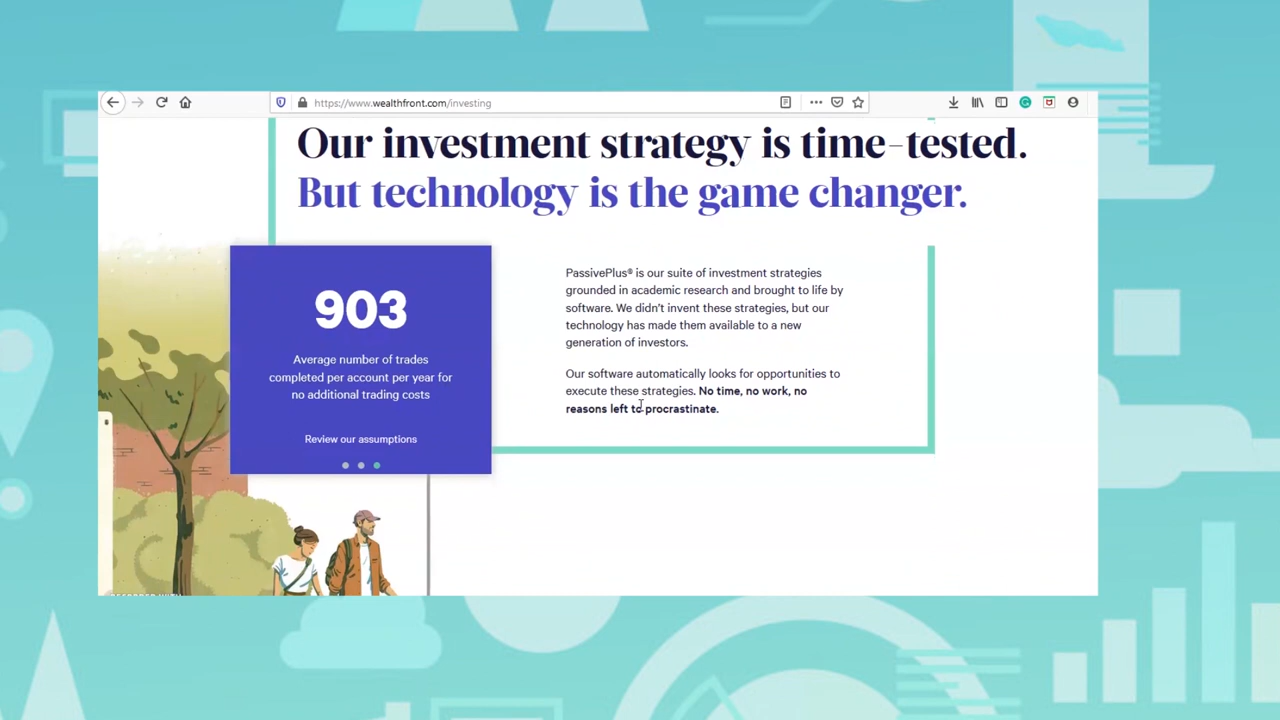 https://www.wealthfront.com/investing
Our investment strategy is time-tested.
But technology is the game changer.
903
Average number of trades
completed per account per year for
no additional trading costs
Review our assumptions
PassivePlus® is our suite of investment strategies
grounded in academic research and brought to life by
software. We didn't invent these strategies, but our
technology has made them available to a new
generation of investors.
Our software automatically looks for opportunities to
execute these strategies. No time, no work, no
reasons left to procrastinate.